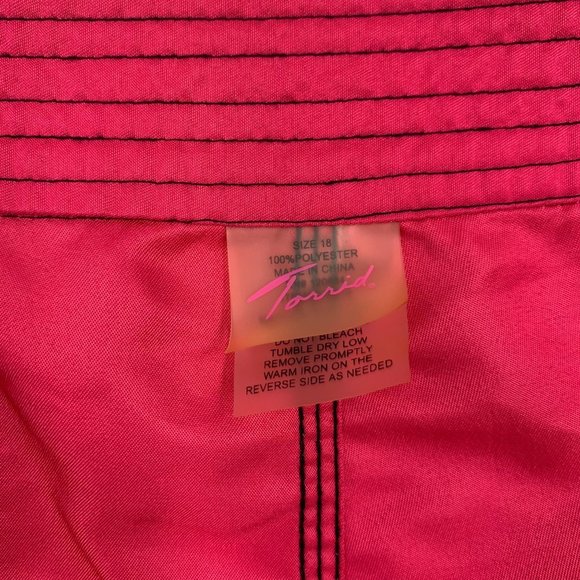 SIZE 18
100%POLYESTER
MADE IN CHINA
Torrid
DO NOT BLEACH
TUMBLE DRY LOW
REMOVE PROMPTLY
WARM IRON ON THE
REVERSE SIDE AS NEEDED